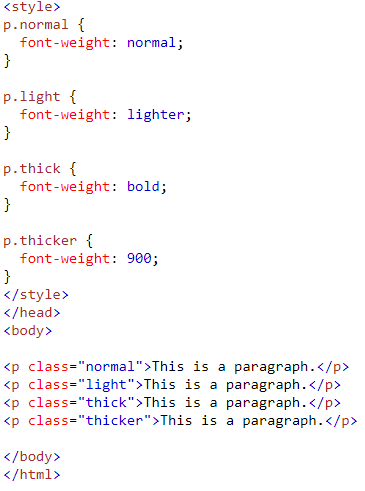 <style>
p.normal {
  font-weight: normal;
}

p.light {
  font-weight: lighter;
}

p.thick {
  font-weight: bold;
}

p.thicker {
  font-weight: 900;
}
</style>
</head>
<body>

<p class="normal">This is a paragraph.</p>
<p class="light">This is a paragraph.</p>
<p class="thick">This is a paragraph.</p>
<p class="thicker">This is a paragraph.</p>

</body>
</html>